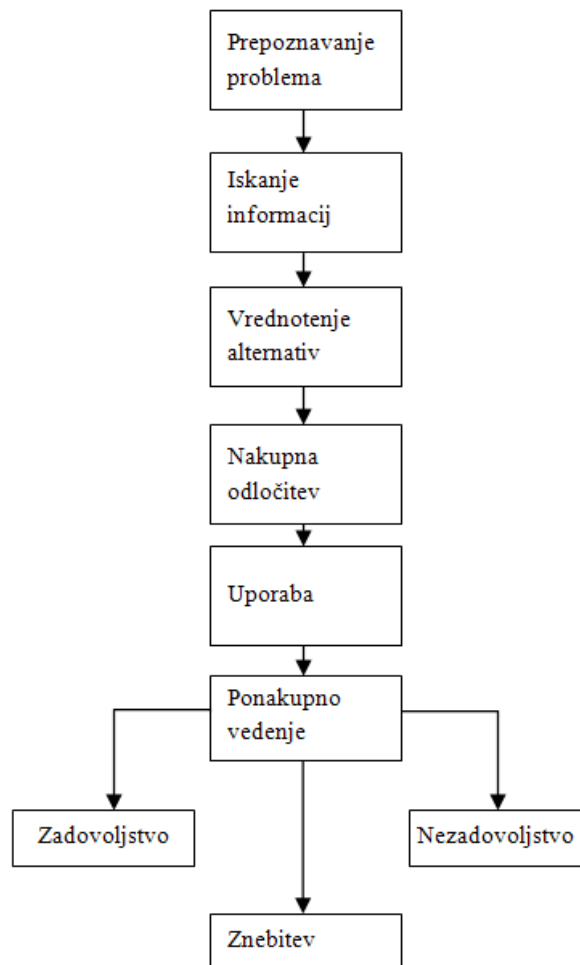 Prepoznavanje
problema
Iskanje
informacij
Vrednotenje
alternativ
Nakupna
odločitev
Uporaba
Ponakupno
vedenje
Zadovoljstvo
Nezadovoljstvo
Znebitev